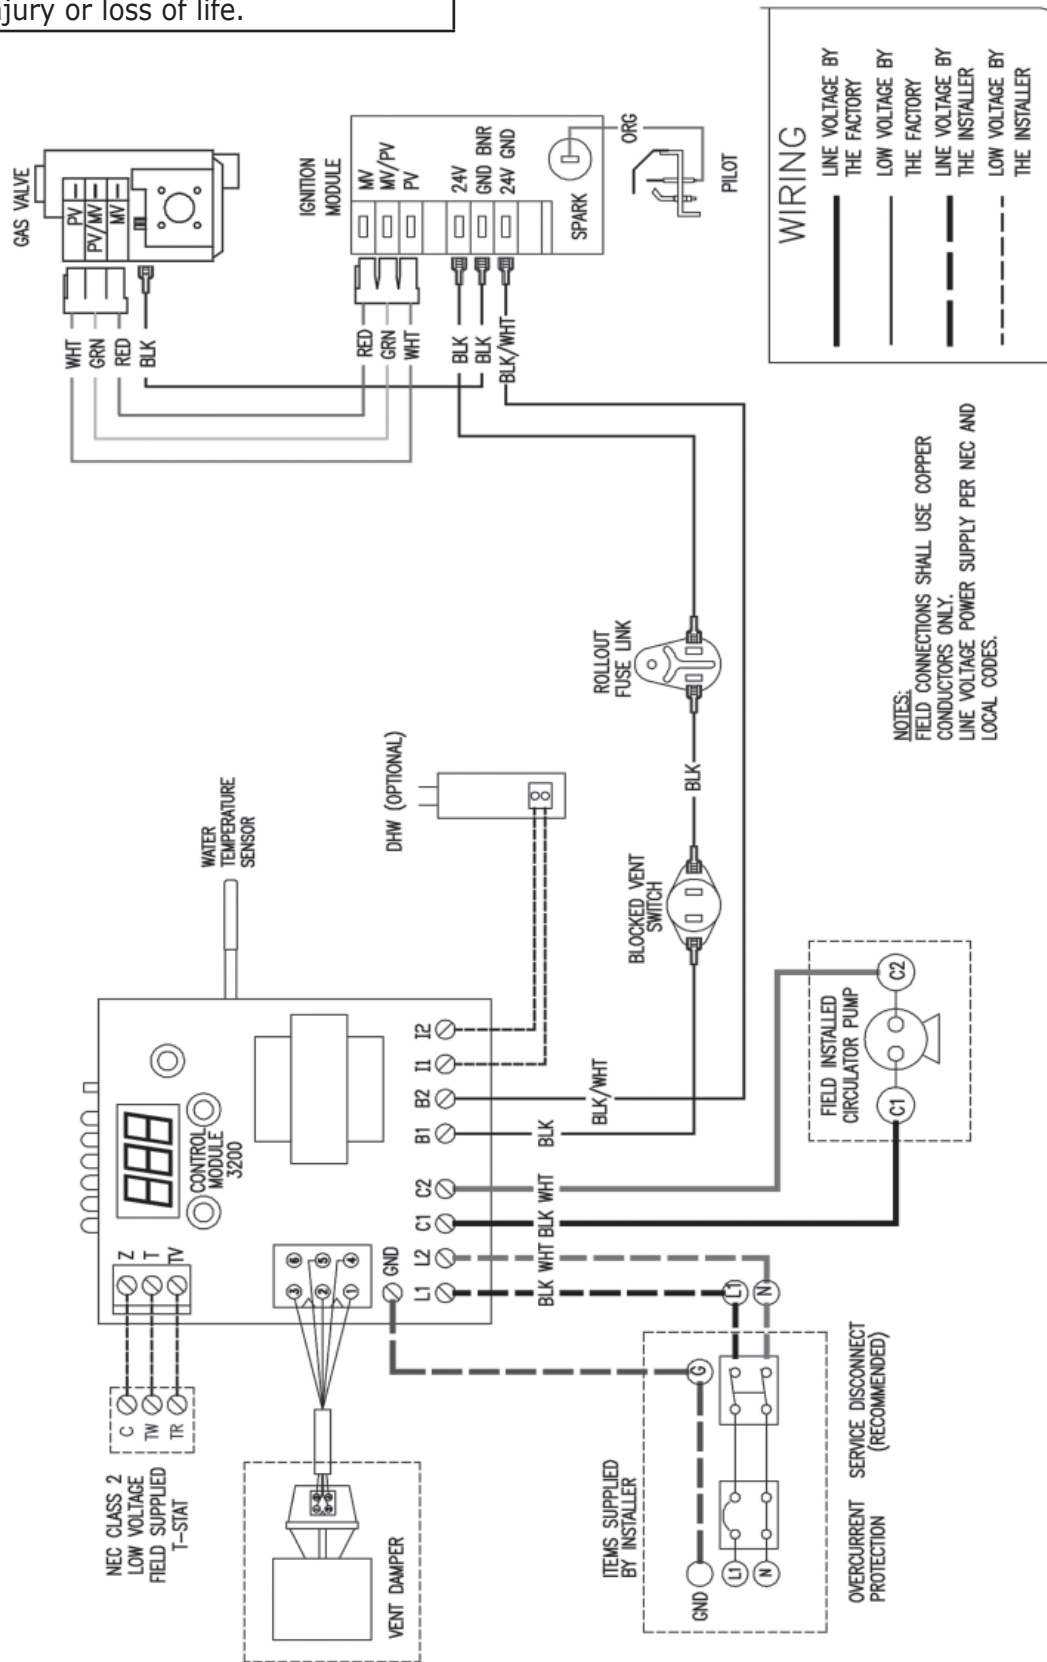 jury or loss of life.
GAS VALVE
PV
PV/MV
MV
WHT
GRN
RED
BLK
IGNITION
MODULE
MV
MV/PV
PV
24V
GND BNR
24V GND
SPARK
ORG
PILOT
RED
GRN
WHT
BLK
BLK
BLK/WHT
WIRING
LINE VOLTAGE BY
THE FACTORY
LOW VOLTAGE BY
THE FACTORY
LINE VOLTAGE BY
THE INSTALLER
LOW VOLTAGE BY
THE INSTALLER
NOTES:
FIELD CONNECTIONS SHALL USE COPPER
CONDUCTORS ONLY.
LINE VOLTAGE POWER SUPPLY PER NEC AND
LOCAL CODES.
ROLLOUT
FUSE LINK
BLK
BLOCKED VENT
SWITCH
DHW (OPTIONAL)
WATER
TEMPERATURE
SENSOR
888
CONTROL
MODULE
3200
Z
T
TV
3
2
1
6
5
4
GND
L1
L2
C1
C2
B1
B2
I1
I2
BLK
WHT
BLK
WHT
BLK
BLK/WHT
FIELD INSTALLED
CIRCULATOR PUMP
C1
C2
NEC CLASS 2
LOW VOLTAGE
FIELD SUPPLIED
T-STAT
C
TW
TR
VENT DAMPER
ITEMS SUPPLIED
BY INSTALLER
GND
G
L1
N
L1
N
OVERCURRENT
PROTECTION
SERVICE DISCONNECT
(RECOMMENDED)